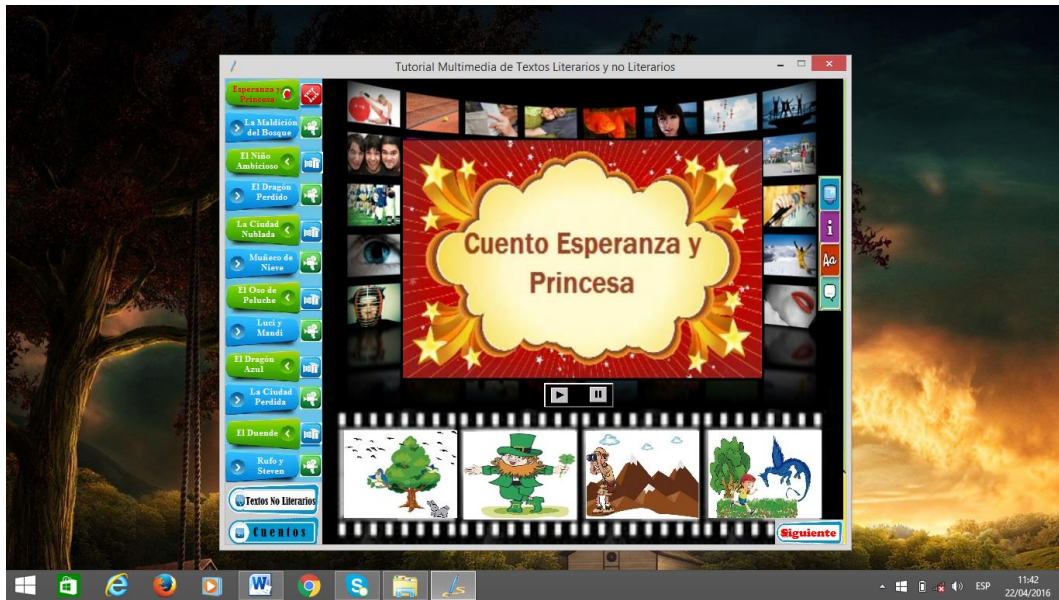 Tutorial Multimedia de Textos Literarios y no Literarios
Esperanza y
Princesa
La Maldición
del Bosque
El Niño
Ambicioso
El Dragón
Perdido
La Ciudad
Nublada
Muñeco de
Nieve
El Oso de
Peluche
Luci y
Mandi
El Dragón
Azul
La Ciudad
Perdida
El Duende
Rufo y
Steven
Textos No Literarios
Cuentos
Cuento Esperanza y
Princesa
i
Aa
Siguiente
ESP
11:42
22/04/2016